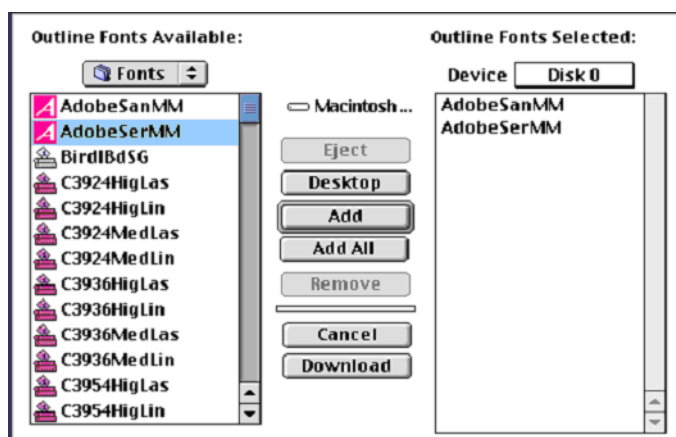 Outline Fonts Available:
Fonts
AdobeSanMM
AdobeSerMM
BirdIBdSG
C3924HigLas
C3924HigLin
C3924MedLas
C3924MedLin
C3936HigLas
C3936HigLin
C3936MedLas
C3936MedLin
C3954HigLas
C3954HigLin
Macintosh...
Eject
Desktop
Add
Add All
Remove
Cancel
Download
Outline Fonts Selected:
Device Disk 0
AdobeSanMM
AdobeSerMM